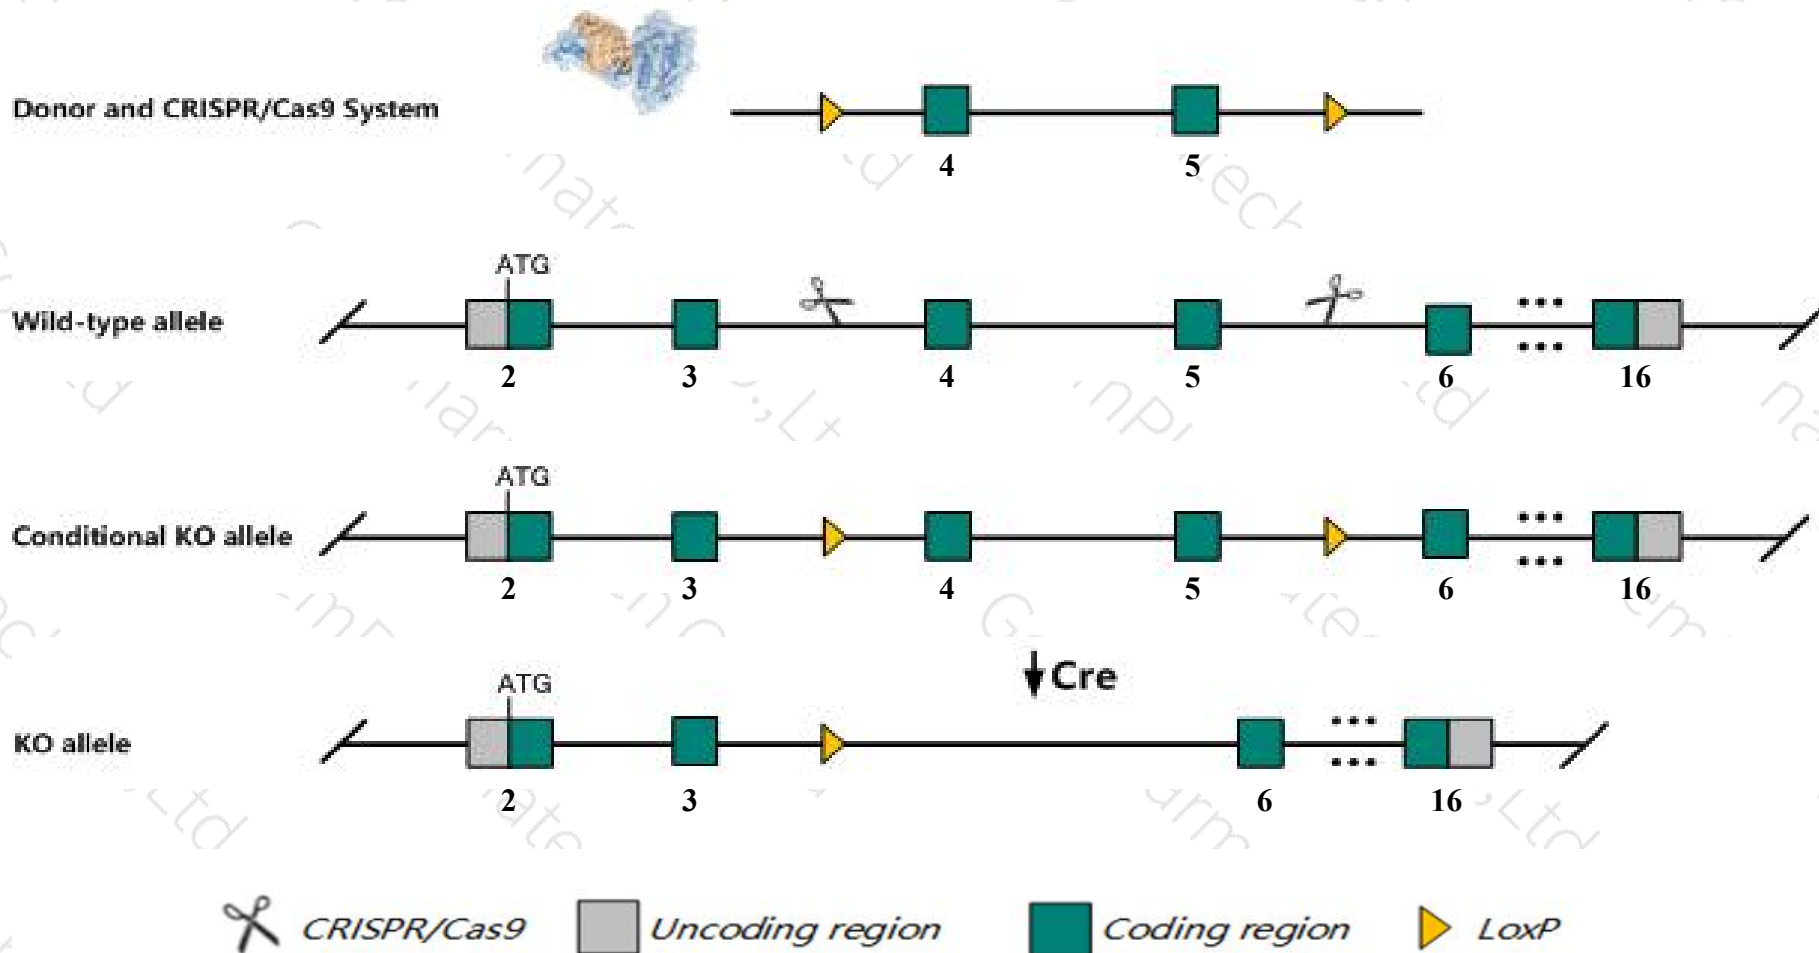 Donor and CRISPR/Cas9 System
4 5
ATG
Wild-type allele
2 3 4 5 6 16
ATG
Conditional KO allele
2 3 4 5 6 16
Cre
ATG
KO allele
2 3 6 16
CRISPR/Cas9 Uncoding region Coding region LoxP